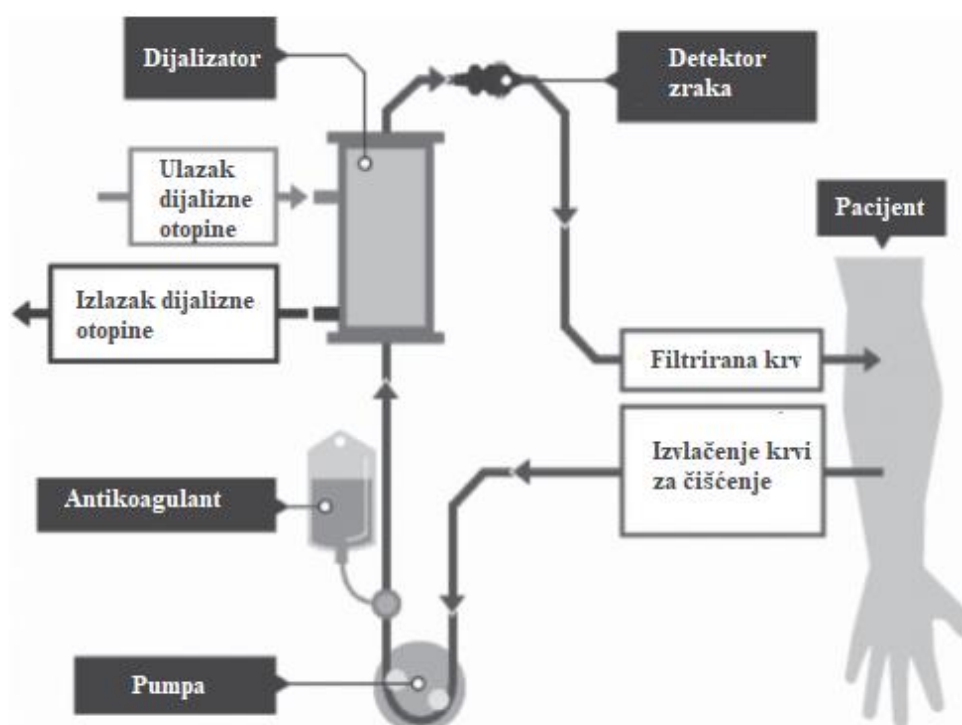 Dijalizator
Detektor
zraka
Ulazak
dijalizne
otopine
Pacijent
Izlazak dijalizne
otopine
Filtrirana krv
Izvlačenje krvi
za čišćenje
Antikoagulant
Pumpa